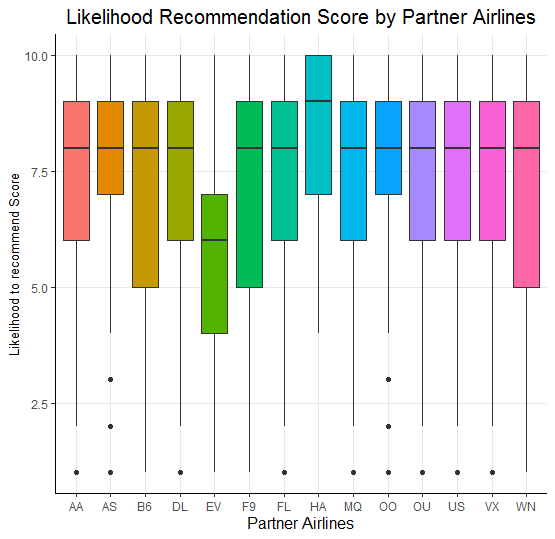 Likelihood Recommendation Score by Partner Airlines
Likelihood to recommend Score
10.0
7.5
5.0
2.5
AA AS B6 DL EV F9 FL HA MQ OO OU US VX WN
Partner Airlines